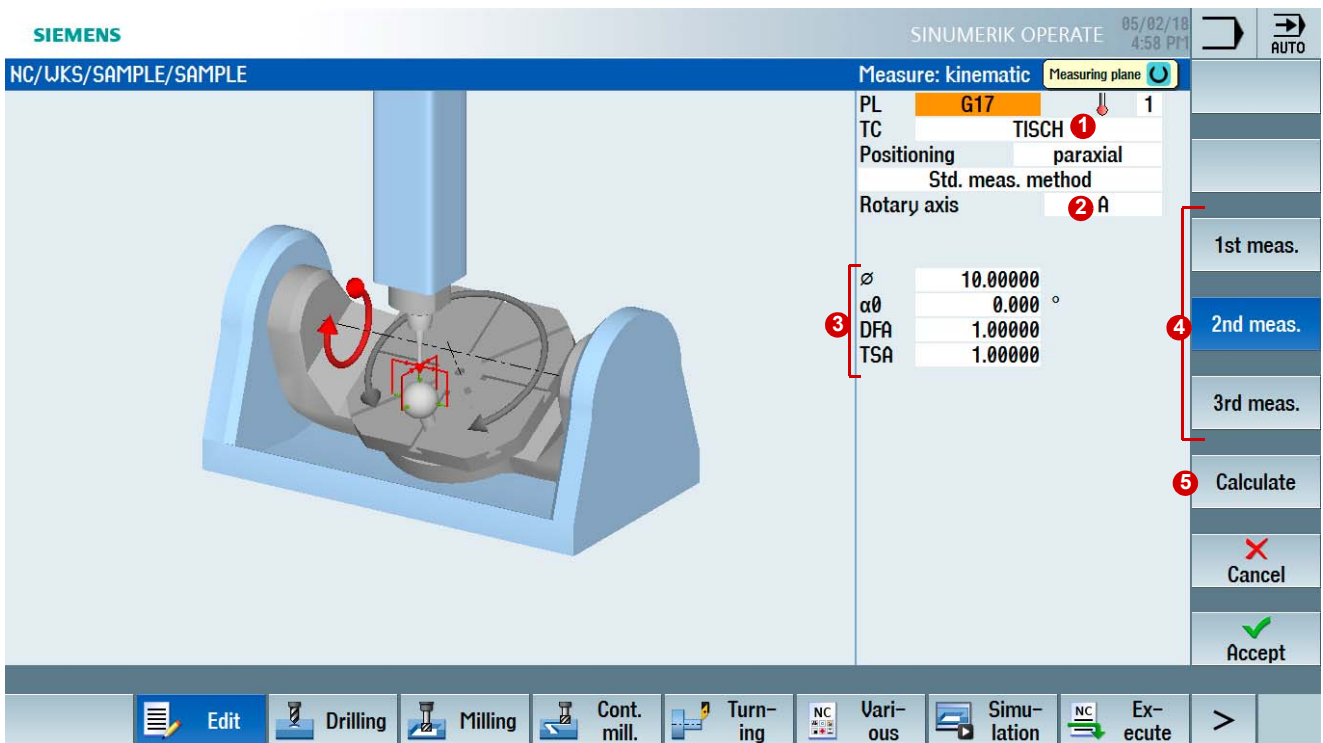 SIEMENS
SINUMERIK OPERATE 05/02/18 4:58 PM
AUTO
NC/WKS/SAMPLE/SAMPLE
Measure: kinematic Measuring plane
PL G17 1
TC TISCH 1
Positioning paraxial
Std. meas. method
Rotary axis 2 A
3
ø 10.00000
α0 0.000 °
DFA 1.00000
TSA 1.00000
1st meas.
4 2nd meas.
3rd meas.
5 Calculate
Cancel
Accept
Edit
Drilling
Milling
Cont.
mill.
Turn-
ing
NC
Vari-
ous
Simu-
lation
NC
Ex-
ecute
>